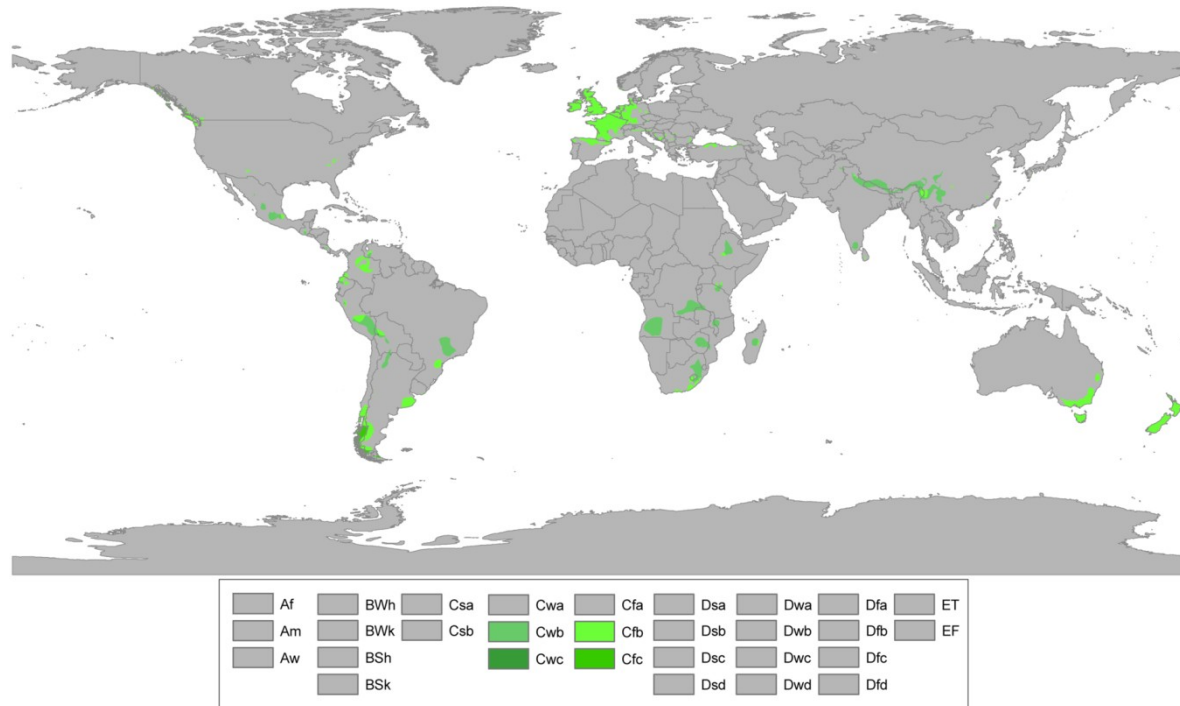 Af BWh Csa Cwa Cfa Dsa Dwa Dfa ET
Am BWk Csb Cwb Cfb Dsb Dwb Dfb EF
Aw BSh Cwc Cfc Dsc Dwc Dfc
BSk Dsd Dwd Dfd